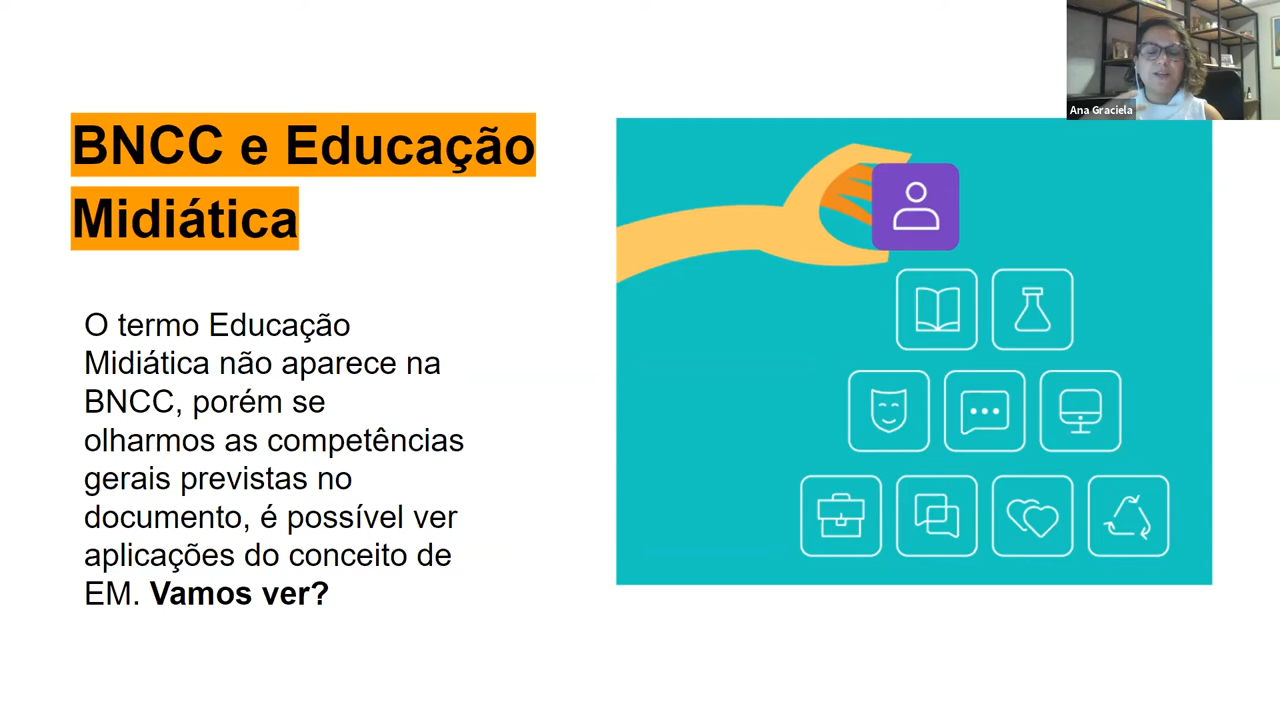 BNCC e Educação
Midiática
O termo Educação
Midiática não aparece na
BNCC, porém se
olharmos as competências
gerais previstas no
documento, é possível ver
aplicações do conceito de
EM. Vamos ver?
Ana Graciela